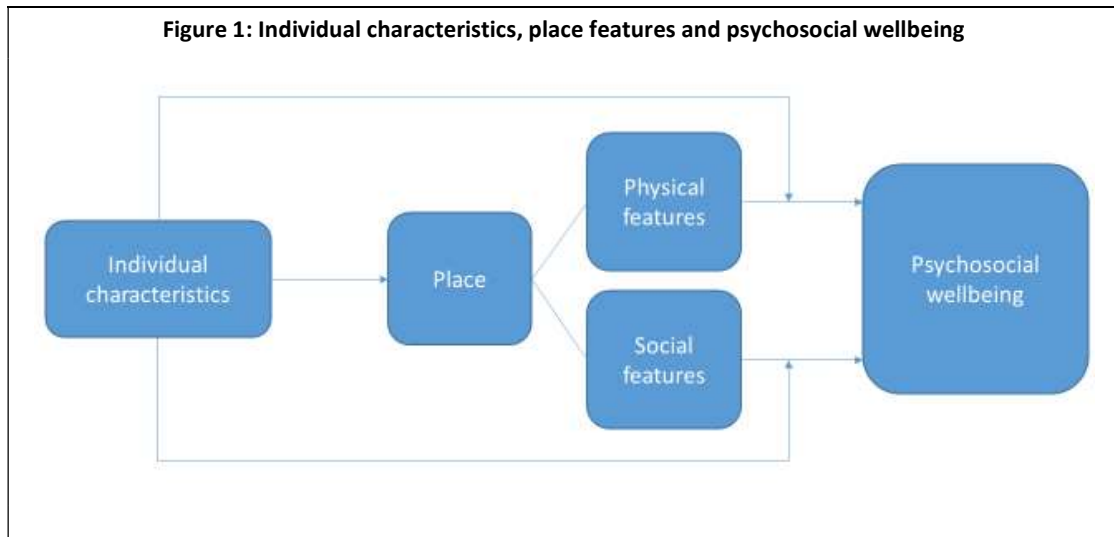 Figure 1: Individual characteristics, place features and psychosocial wellbeing
Physical
features
Individual
characteristics
Place
Psychosocial
wellbeing
Social
features